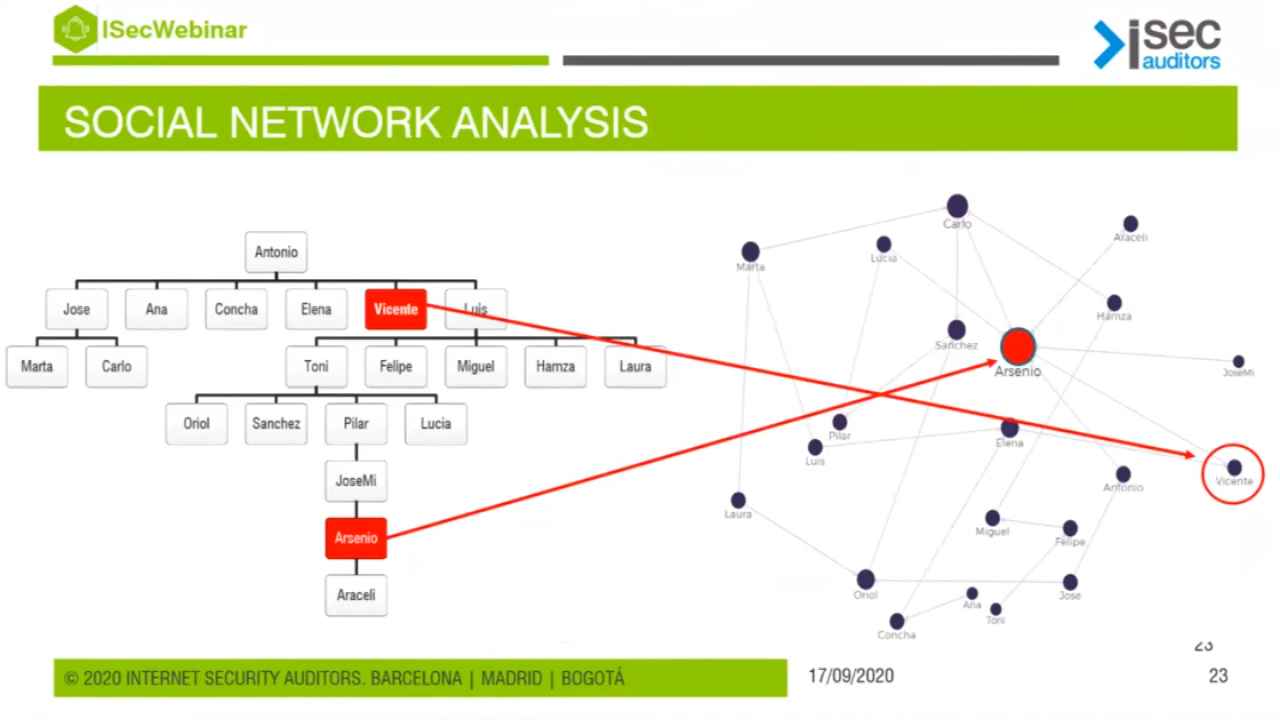 ISecWebinar
isec
auditors
SOCIAL NETWORK ANALYSIS
Antonio
Jose
Ana
Concha
Elena
Vicente
Luis
Marta
Carlo
Toni
Felipe
Miguel
Hamza
Laura
Oriol
Sanchez
Pilar
Lucia
JoseMi
Arsenio
Araceli
Carlo
Araceli
Marta
Lucia
Hamza
Sanchez
Arsenio
JoseMi
Pilar
Elena
Luis
Antonio
Vicente
Laura
Miguel
Felipe
Oriol
Ana
Jose
Toni
Concha
23
© 2020 INTERNET SECURITY AUDITORS. BARCELONA | MADRID | BOGOTÁ
17/09/2020
23